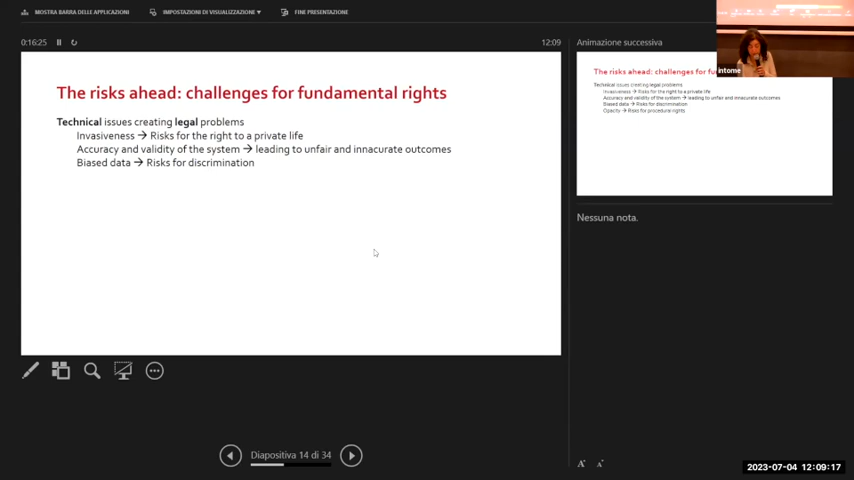 MOSTRA BARRA DELLE APPLICAZIONI
IMPOSTAZIONI DI VISUALIZZAZIONE ▼
FINE PRESENTAZIONE
0:16:25
12:09
The risks ahead: challenges for fundamental rights
Technical issues creating legal problems
Invasiveness → Risks for the right to a private life
Accuracy and validity of the system → leading to unfair and innacurate outcomes
Biased data → Risks for discrimination
Animazione successiva
intome
The risks ahead: challenges for fu
Technical issues creating legal problems
Invasiveness → Risks for the right to a private life
Accuracy and validity of the system → leading to unfair and innacurate outcomes
Biased data → Risks for discrimination
Opacity → Risks for procedural rights
Nessuna nota.
Diapositiva 14 di 34
A A
2023-07-04 12:09:17